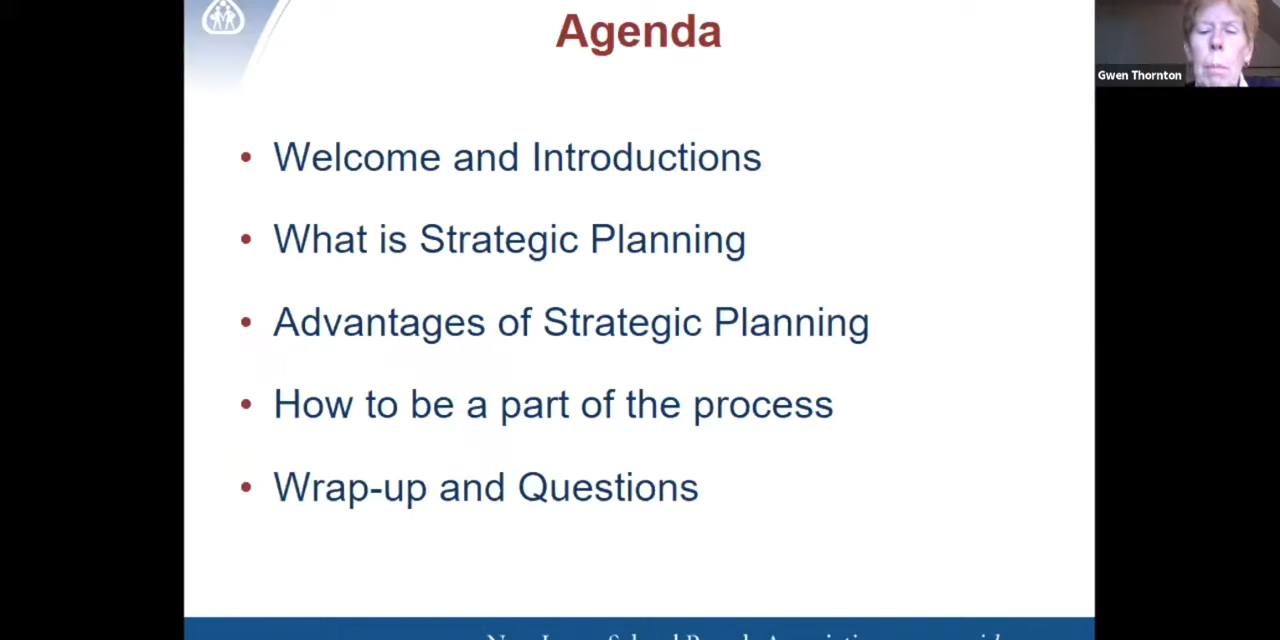 Agenda
Gwen Thornton
• Welcome and Introductions
• What is Strategic Planning
• Advantages of Strategic Planning
• How to be a part of the process
• Wrap-up and Questions